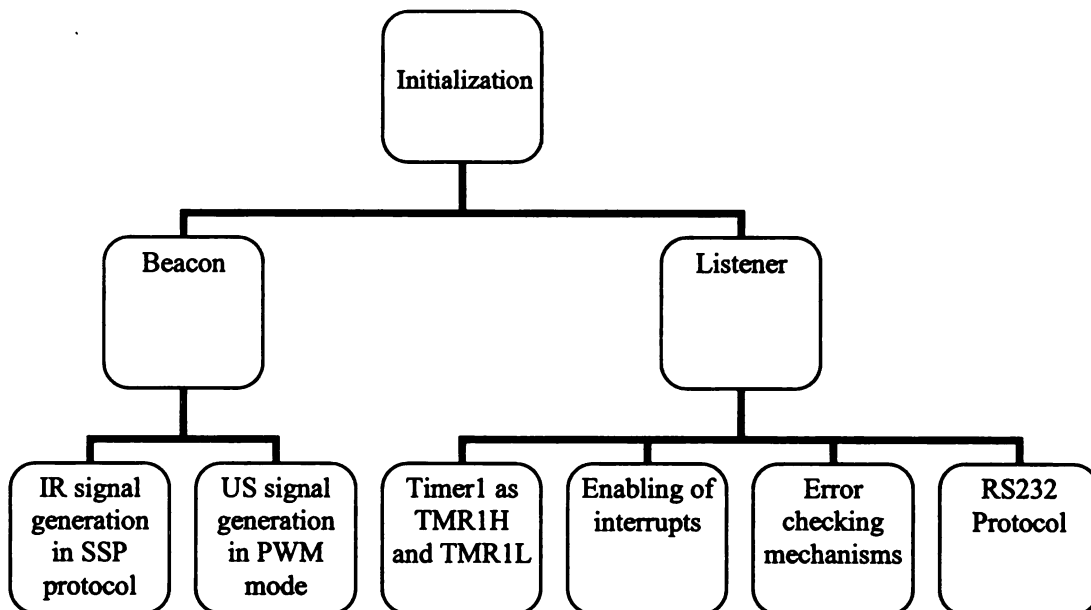 Initialization
Beacon
Listener
IR signal
generation
in SSP
protocol
US signal
generation
in PWM
mode
Timer1 as
TMR1H
and TMR1L
Enabling of
interrupts
Error
checking
mechanisms
RS232
Protocol